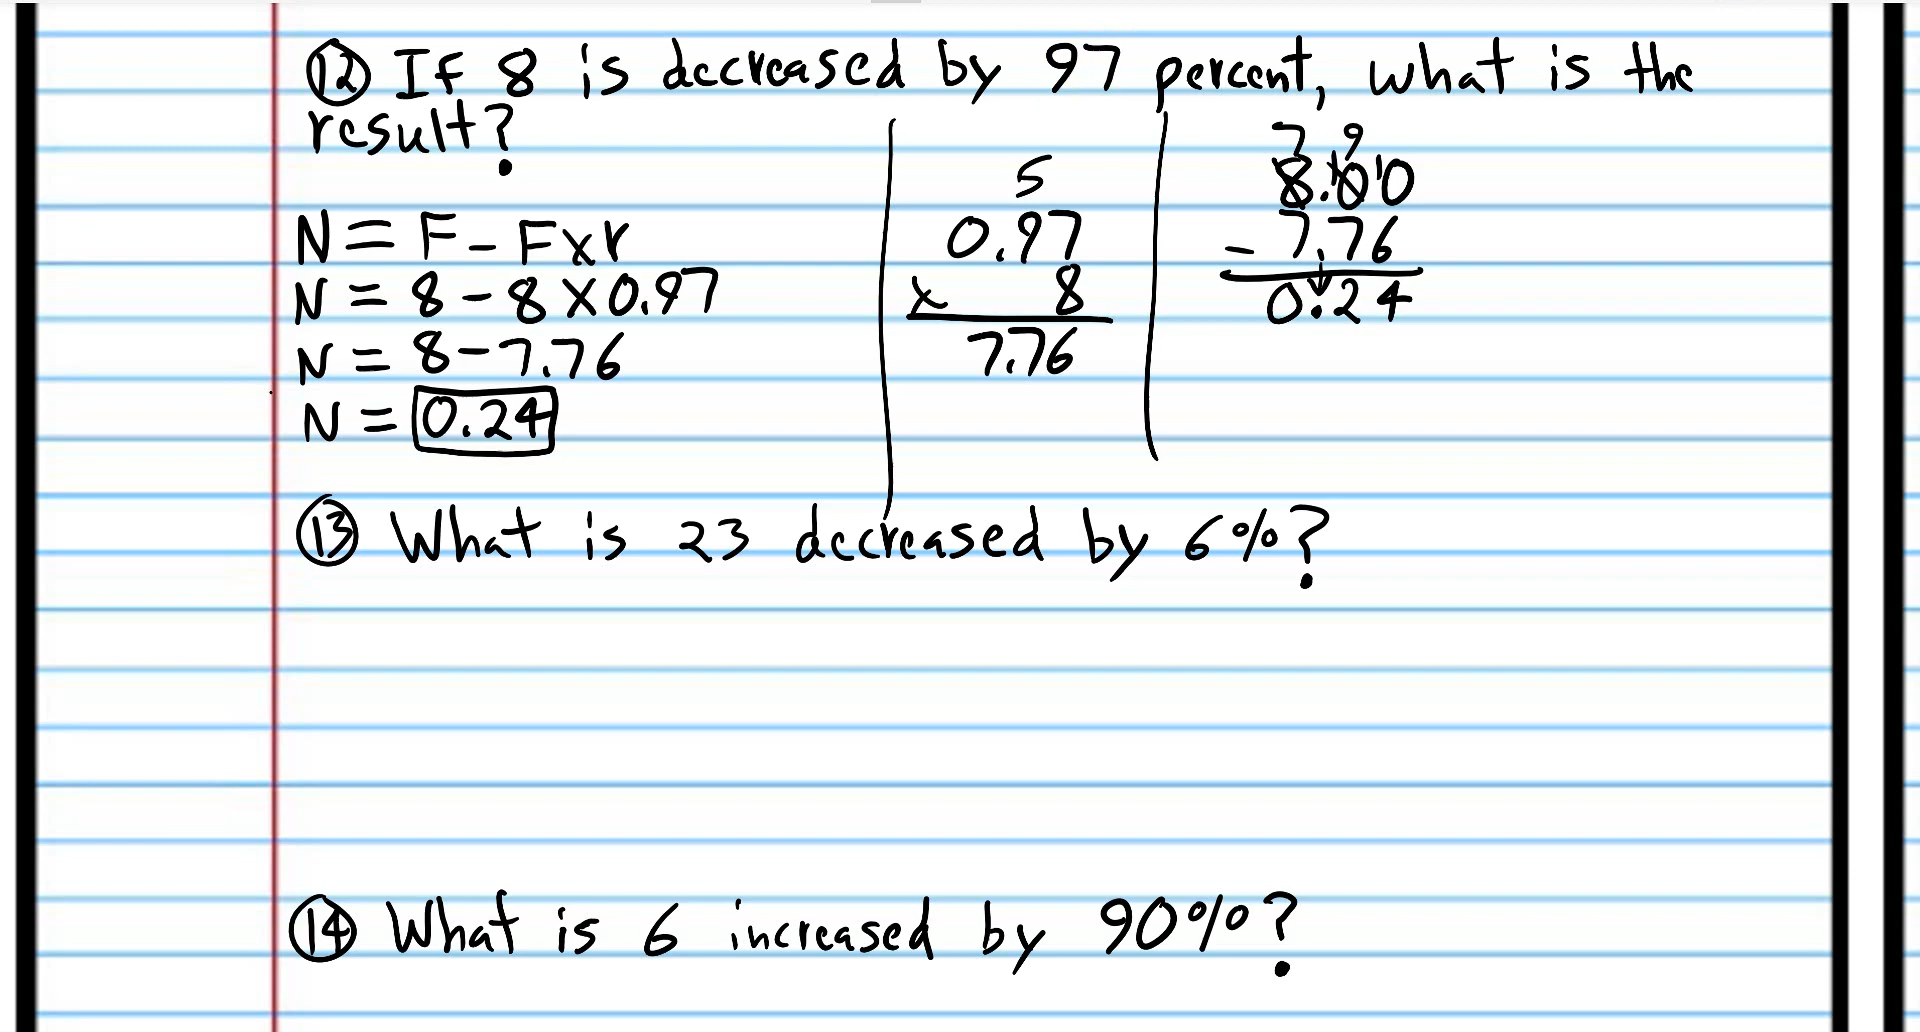 ⑫ If 8 is decreased by 97 percent, what is the
result?
N = F - F x r
N = 8 - 8 x 0.97
N = 8 - 7.76
N = 0.24
5
0.97
x 8
7.76
7 9
8.10 10
- 7.76
0.24
⑬ What is 23 decreased by 6%?
⑭ What is 6 increased by 90%?